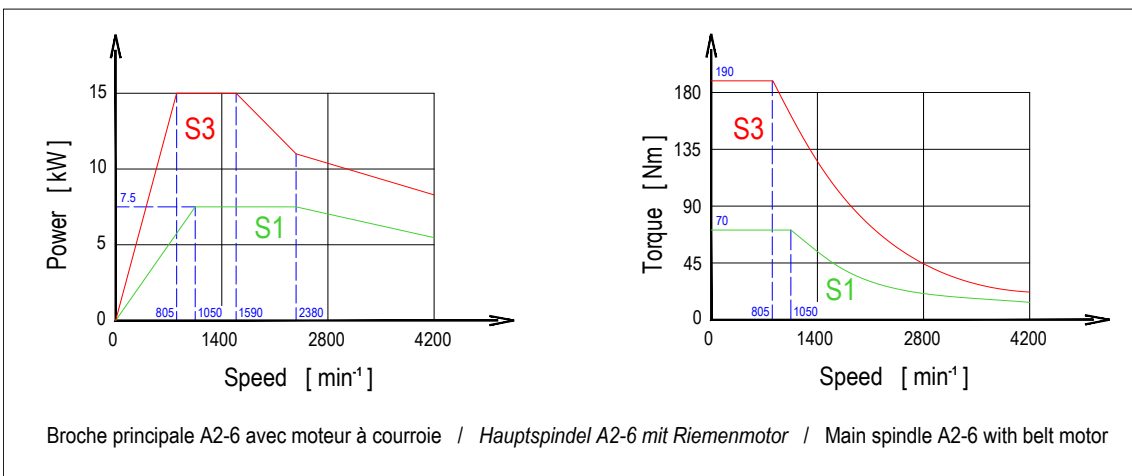 15
10
5
0
7.5
S3
S1
805
1050
1590
2380
0
1400
2800
4200
Power [ kW ]
Speed [ min⁻¹ ]
190
180
135
90
70
45
0
S3
S1
805
1050
0
1400
2800
4200
Torque [ Nm ]
Speed [ min⁻¹ ]
Broche principale A2-6 avec moteur à courroie / Hauptspindel A2-6 mit Riemenmotor / Main spindle A2-6 with belt motor